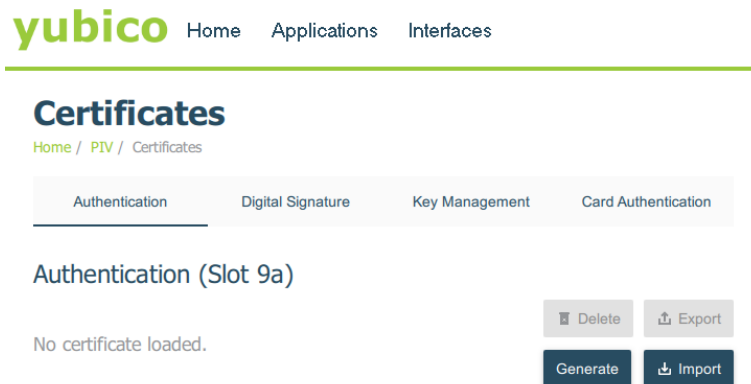 yubico Home Applications Interfaces
Certificates
Home / PIV / Certificates
Authentication Digital Signature Key Management Card Authentication
Authentication (Slot 9a)
Delete Export
No certificate loaded.
Generate Import